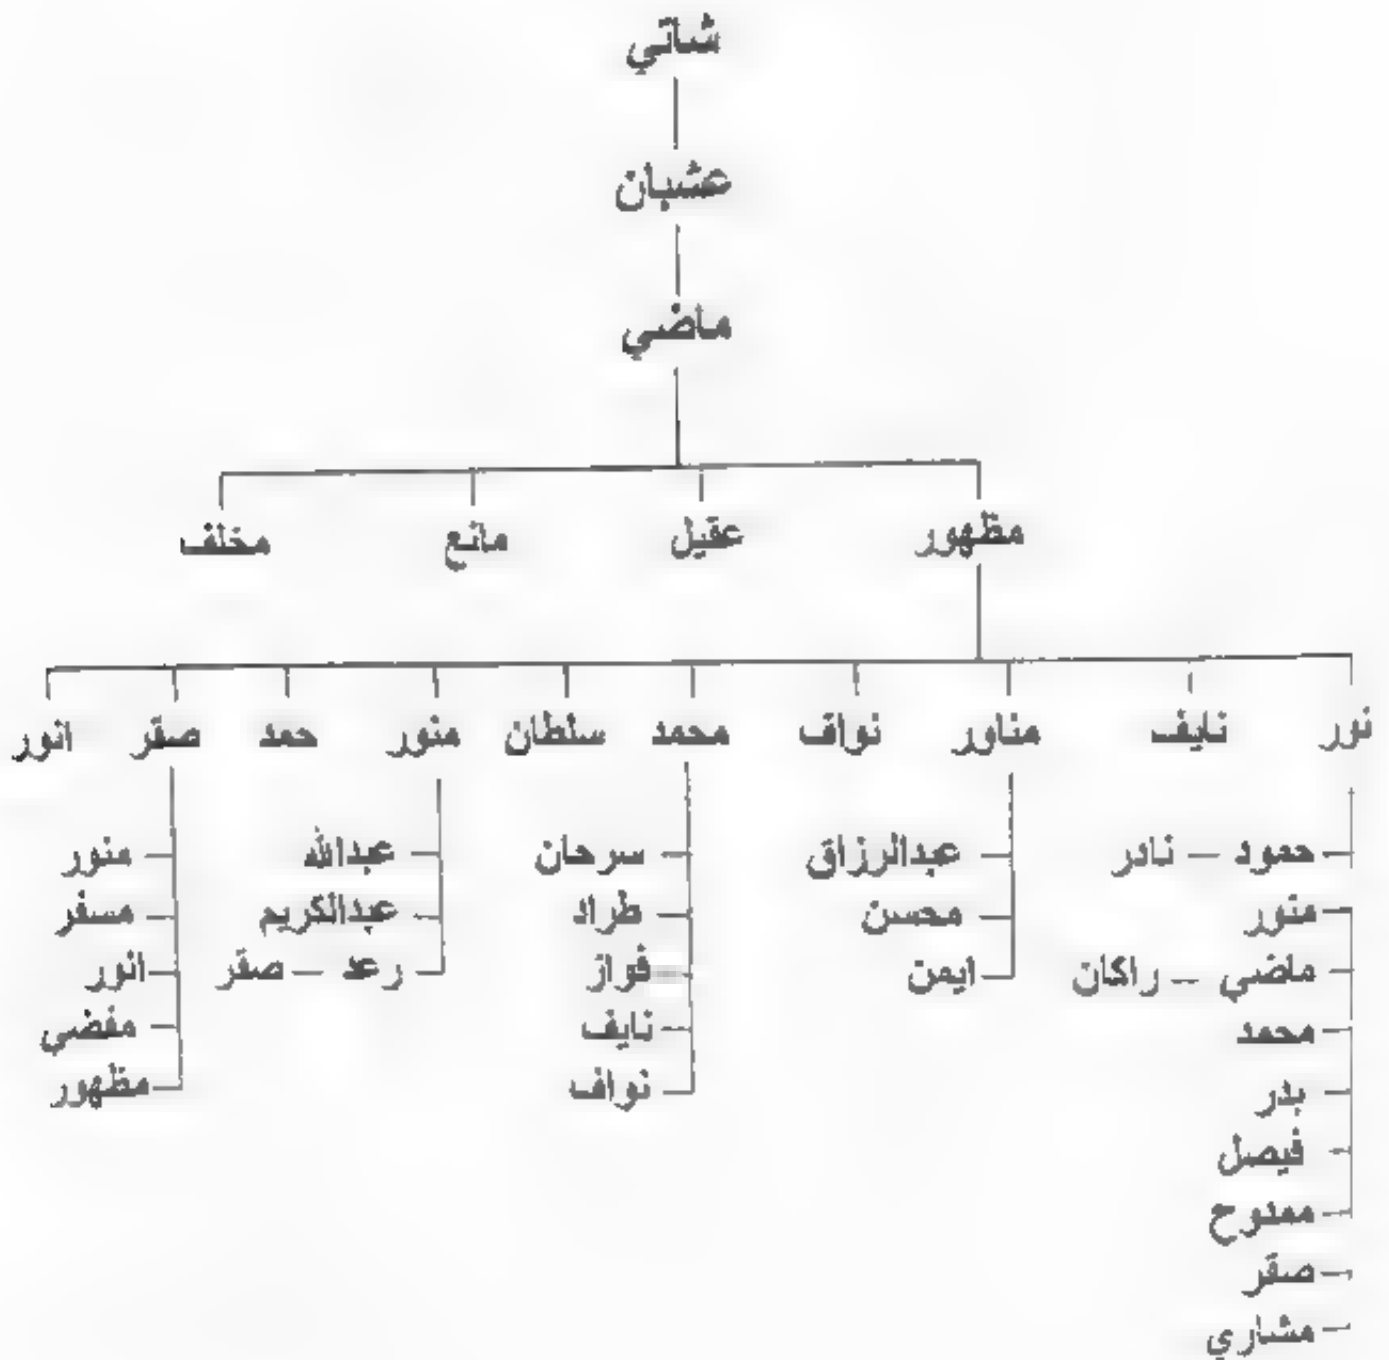 شاتي
عشبان
ماضي
مظهور عقيل مانع مخلف
نور نايف مناور نواف محمد سلطان منور حمد صقر انور
حمود – نادر عبدالرزاق سرحان عبدالله منور
منور محسن طراد عبدالكريم مسفر
ماضي – راكان ايمن فواز رعد – صقر انور
محمد نايف مفضي
بدر نواف مظهور
فيصل
ممدوح
صقر
مشاري